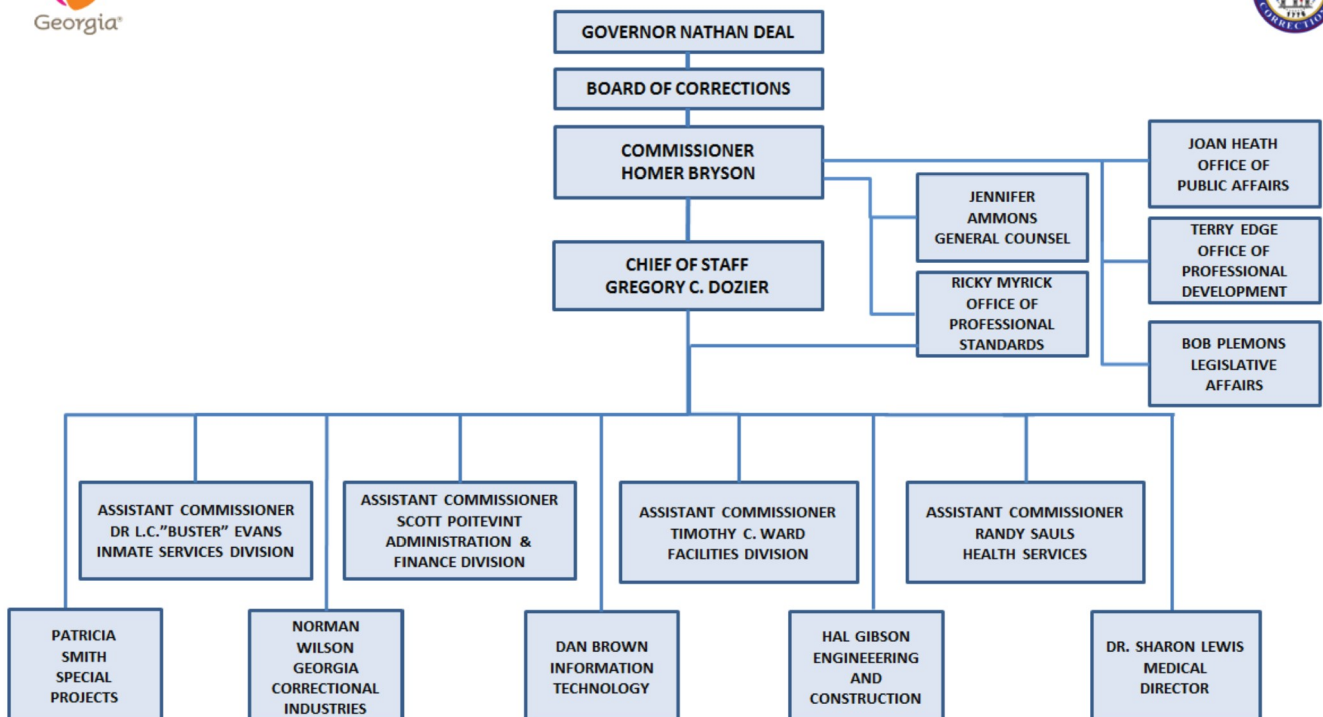 Georgia®
1776
CORRECTION
GOVERNOR NATHAN DEAL
BOARD OF CORRECTIONS
COMMISSIONER
HOMER BRYSON
JOAN HEATH
OFFICE OF
PUBLIC AFFAIRS
JENNIFER
AMMONS
GENERAL COUNSEL
TERRY EDGE
OFFICE OF
PROFESSIONAL
DEVELOPMENT
CHIEF OF STAFF
GREGORY C. DOZIER
RICKY MYRICK
OFFICE OF
PROFESSIONAL
STANDARDS
BOB PLEMONS
LEGISLATIVE
AFFAIRS
ASSISTANT COMMISSIONER
DR L.C."BUSTER" EVANS
INMATE SERVICES DIVISION
ASSISTANT COMMISSIONER
SCOTT POITEVINT
ADMINISTRATION &
FINANCE DIVISION
ASSISTANT COMMISSIONER
TIMOTHY C. WARD
FACILITIES DIVISION
ASSISTANT COMMISSIONER
RANDY SAULS
HEALTH SERVICES
PATRICIA
SMITH
SPECIAL
PROJECTS
NORMAN
WILSON
GEORGIA
CORRECTIONAL
INDUSTRIES
DAN BROWN
INFORMATION
TECHNOLOGY
HAL GIBSON
ENGINEEERING
AND
CONSTRUCTION
DR. SHARON LEWIS
MEDICAL
DIRECTOR